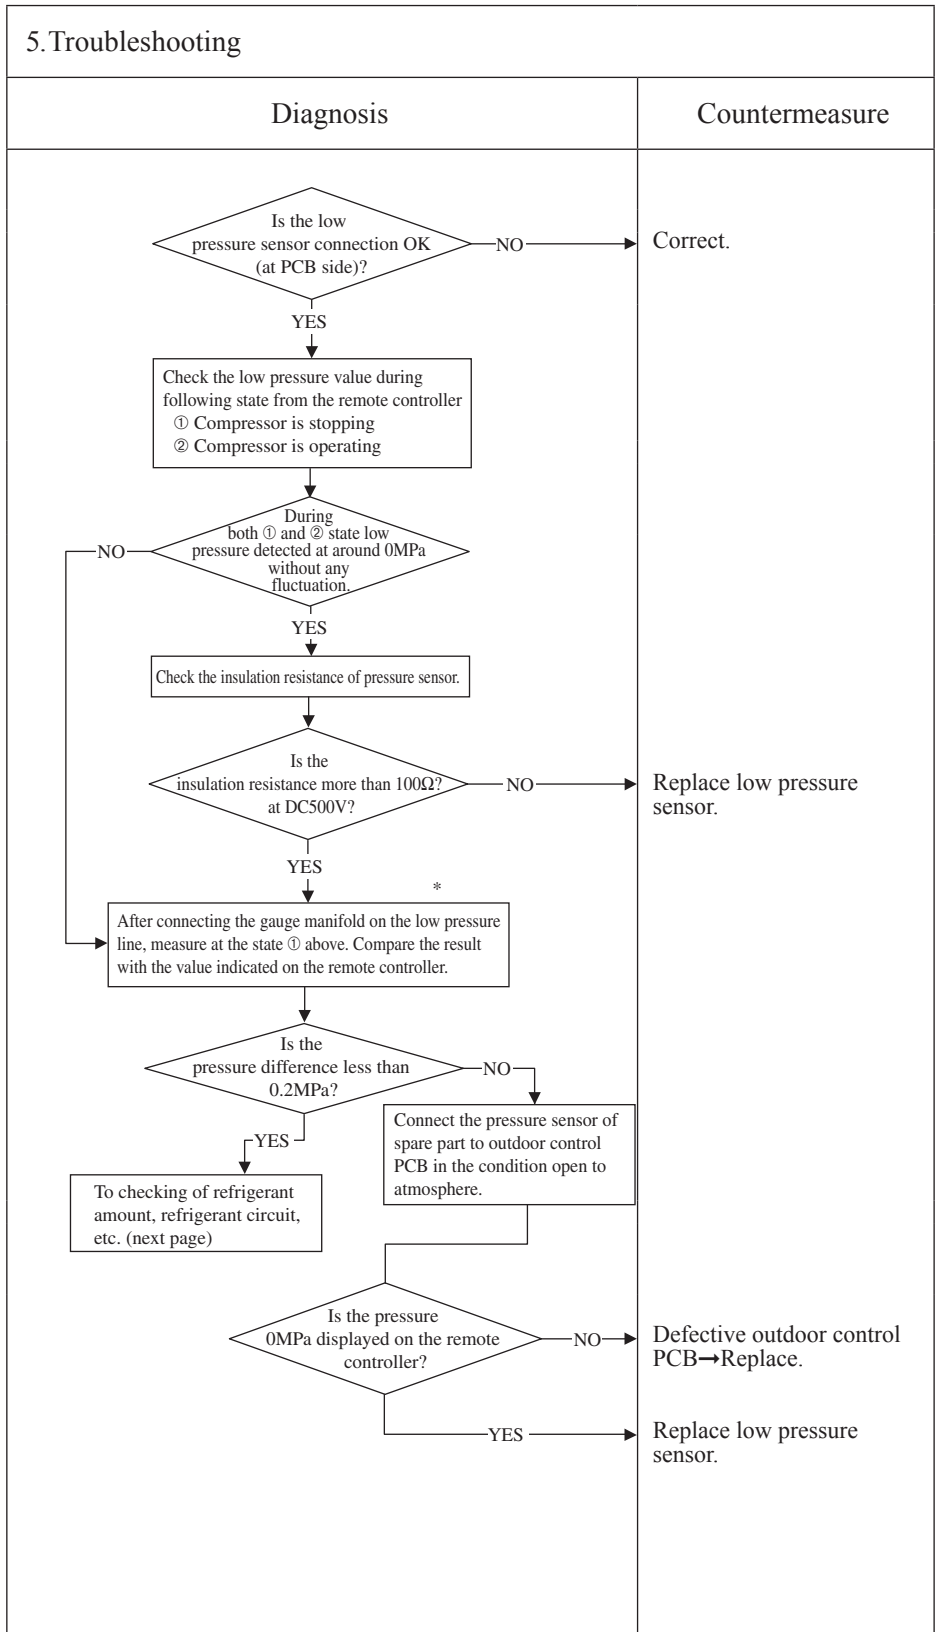 5.Troubleshooting
Diagnosis
Countermeasure
Is the low
pressure sensor connection OK
(at PCB side)?
NO
Correct.
YES
Check the low pressure value during
following state from the remote controller
① Compressor is stopping
② Compressor is operating
During
both ① and ② state low
pressure detected at around 0MPa
without any
fluctuation.
NO
YES
Check the insulation resistance of pressure sensor.
Is the
insulation resistance more than 100Ω?
at DC500V?
NO
Replace low pressure
sensor.
YES
*
After connecting the gauge manifold on the low pressure
line, measure at the state ① above. Compare the result
with the value indicated on the remote controller.
Is the
pressure difference less than
0.2MPa?
NO
YES
Connect the pressure sensor of
spare part to outdoor control
PCB in the condition open to
atmosphere.
To checking of refrigerant
amount, refrigerant circuit,
etc. (next page)
Is the pressure
0MPa displayed on the remote
controller?
NO
Defective outdoor control
PCB→Replace.
YES
Replace low pressure
sensor.